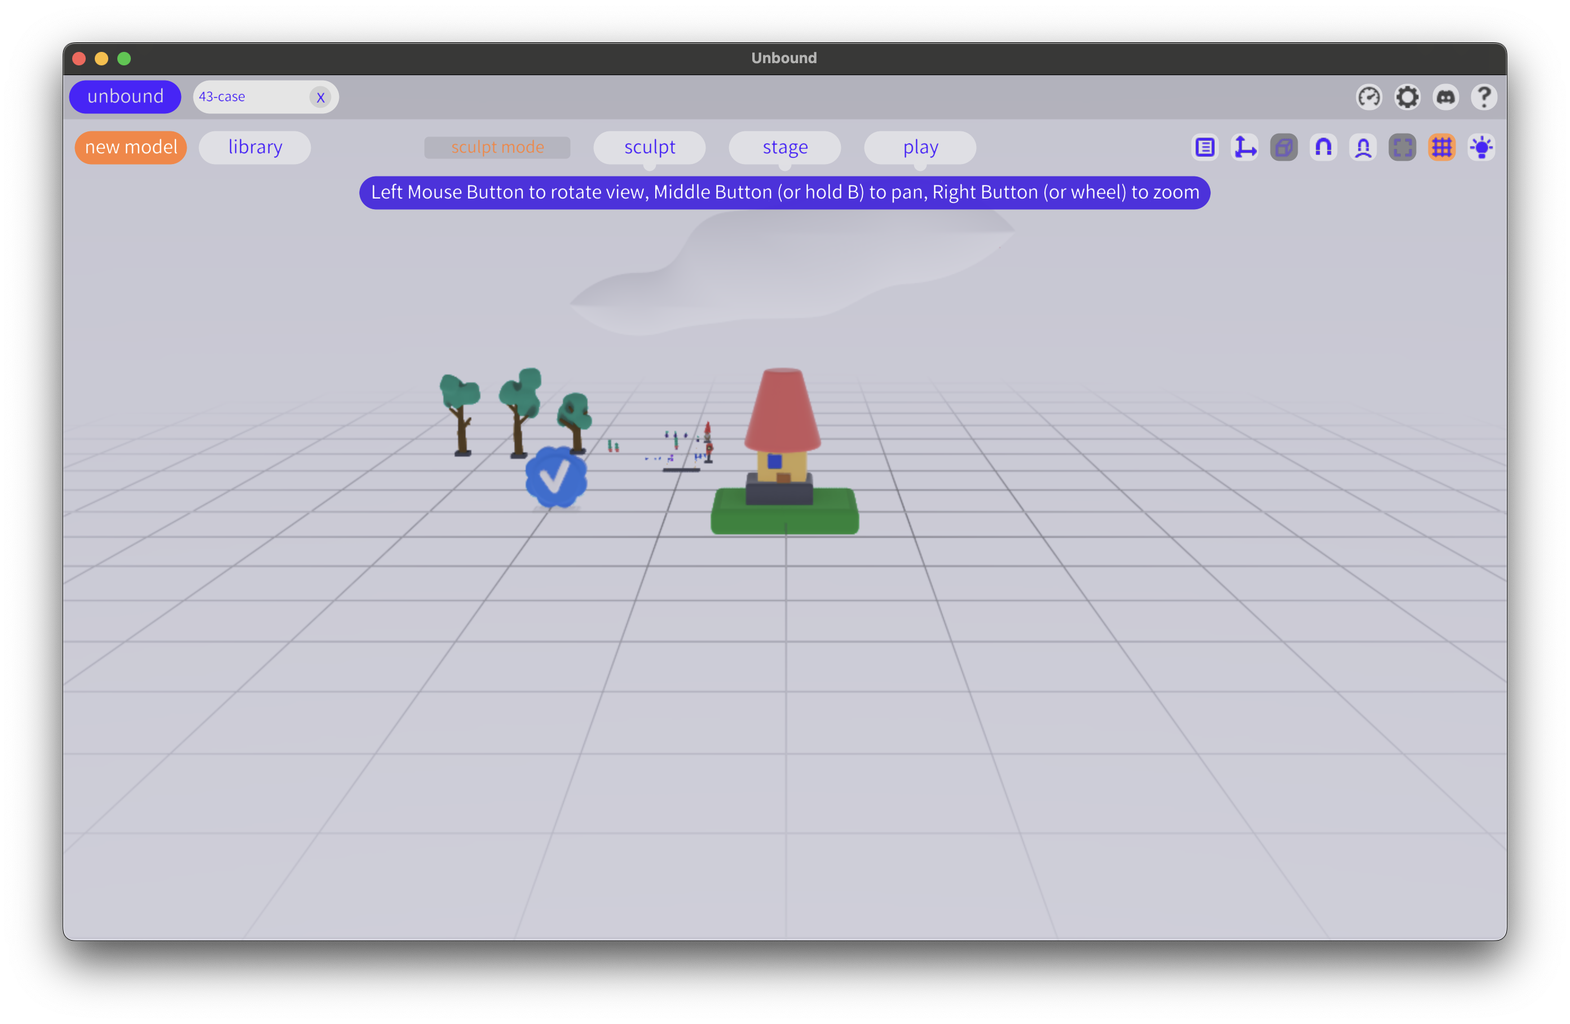 Unbound
unbound
43-case
X
new model
library
sculpt mode
sculpt
stage
play
Left Mouse Button to rotate view, Middle Button (or hold B) to pan, Right Button (or wheel) to zoom
?